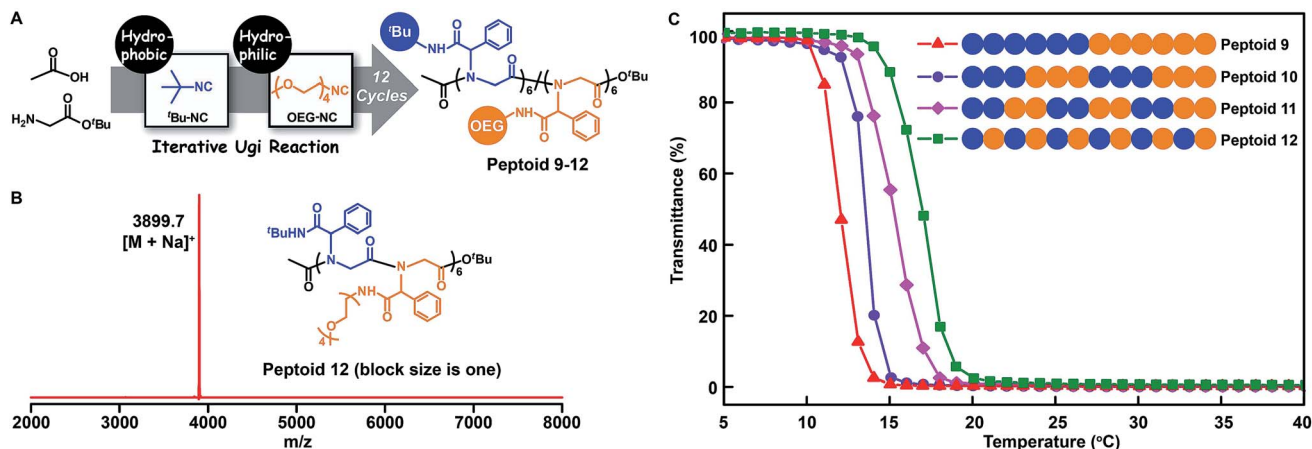 A
Hydro-
phobic
Hydro-
philic
12
Cycles
O
OH
H₂N
O
OᵗBu
NC
ᵗBu-NC
O
4
NC
OEG-NC
Iterative Ugi Reaction
ᵗBu
NH
O
O
N
6
O
O
N
6
OᵗBu
OEG
NH
O
Peptoid 9-12
B
3899.7
[M + Na]⁺
O
ᵗBuHN
N
O
O
N
O
6
OᵗBu
NH
O
4
O
Peptoid 12 (block size is one)
2000
3000
4000
5000
6000
7000
8000
m/z
C
Transmittance (%)
100
80
60
40
20
0
Peptoid 9
Peptoid 10
Peptoid 11
Peptoid 12
5
10
15
20
25
30
35
40
Temperature (°C)